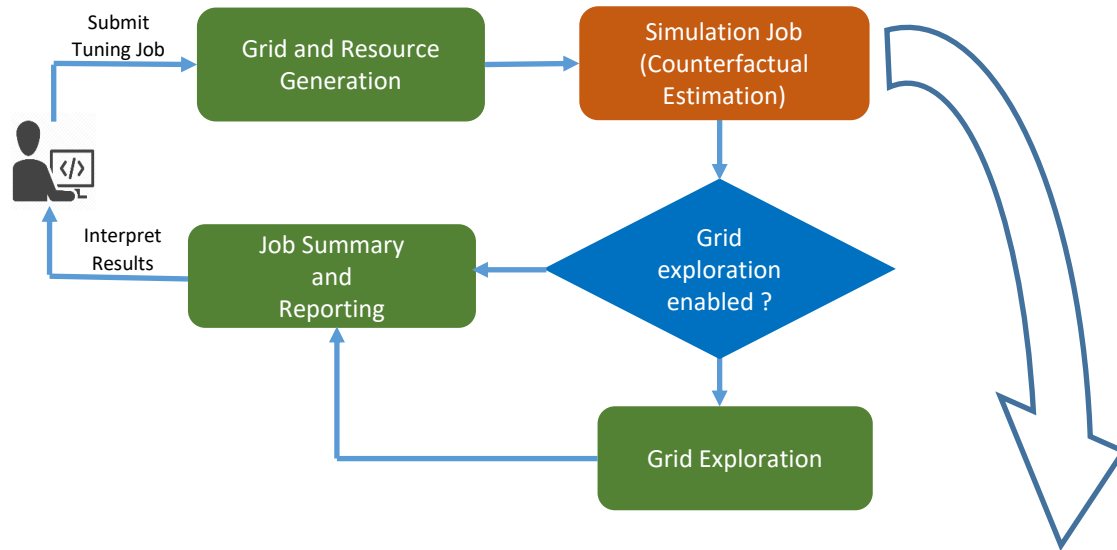 Submit
Tuning Job
Grid and Resource
Generation
Simulation Job
(Counterfactual
Estimation)
</>
Interpret
Results
Job Summary
and
Reporting
Grid
exploration
enabled ?
Grid Exploration